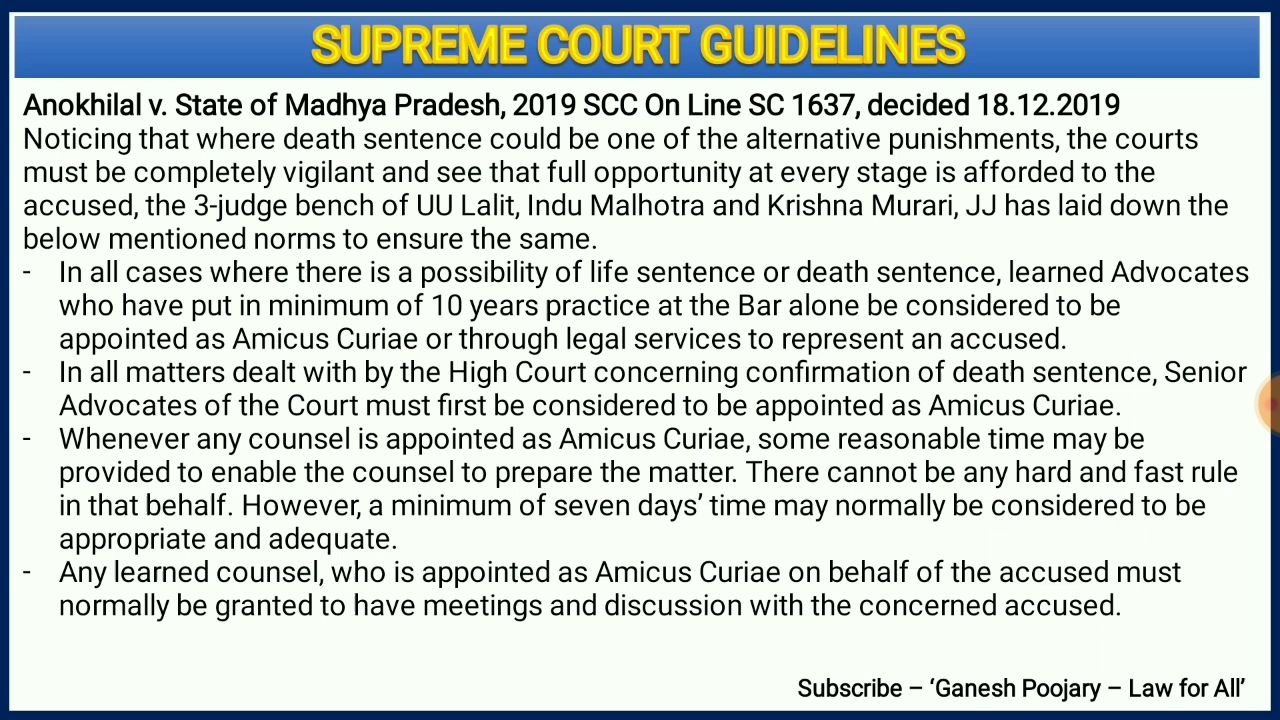 SUPREME COURT GUIDELINES
Anokhilal v. State of Madhya Pradesh, 2019 SCC On Line SC 1637, decided 18.12.2019
Noticing that where death sentence could be one of the alternative punishments, the courts
must be completely vigilant and see that full opportunity at every stage is afforded to the
accused, the 3-judge bench of UU Lalit, Indu Malhotra and Krishna Murari, JJ has laid down the
below mentioned norms to ensure the same.
- In all cases where there is a possibility of life sentence or death sentence, learned Advocates
who have put in minimum of 10 years practice at the Bar alone be considered to be
appointed as Amicus Curiae or through legal services to represent an accused.
- In all matters dealt with by the High Court concerning confirmation of death sentence, Senior
Advocates of the Court must first be considered to be appointed as Amicus Curiae.
- Whenever any counsel is appointed as Amicus Curiae, some reasonable time may be
provided to enable the counsel to prepare the matter. There cannot be any hard and fast rule
in that behalf. However, a minimum of seven days’ time may normally be considered to be
appropriate and adequate.
- Any learned counsel, who is appointed as Amicus Curiae on behalf of the accused must
normally be granted to have meetings and discussion with the concerned accused.
Subscribe – ‘Ganesh Poojary – Law for All’